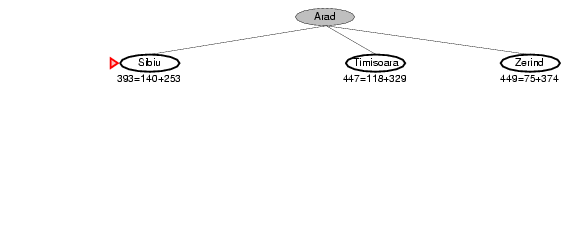 Arad
Sibiu Timisoara Zerind
393=140+253 447=118+329 449=75+374